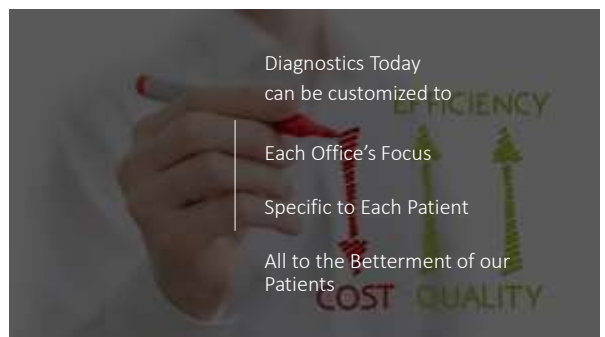 Diagnostics Today
can be customized to
EFFICIENCY
Each Office's Focus
Specific to Each Patient
All to the Betterment of our
Patients
COST QUALITY